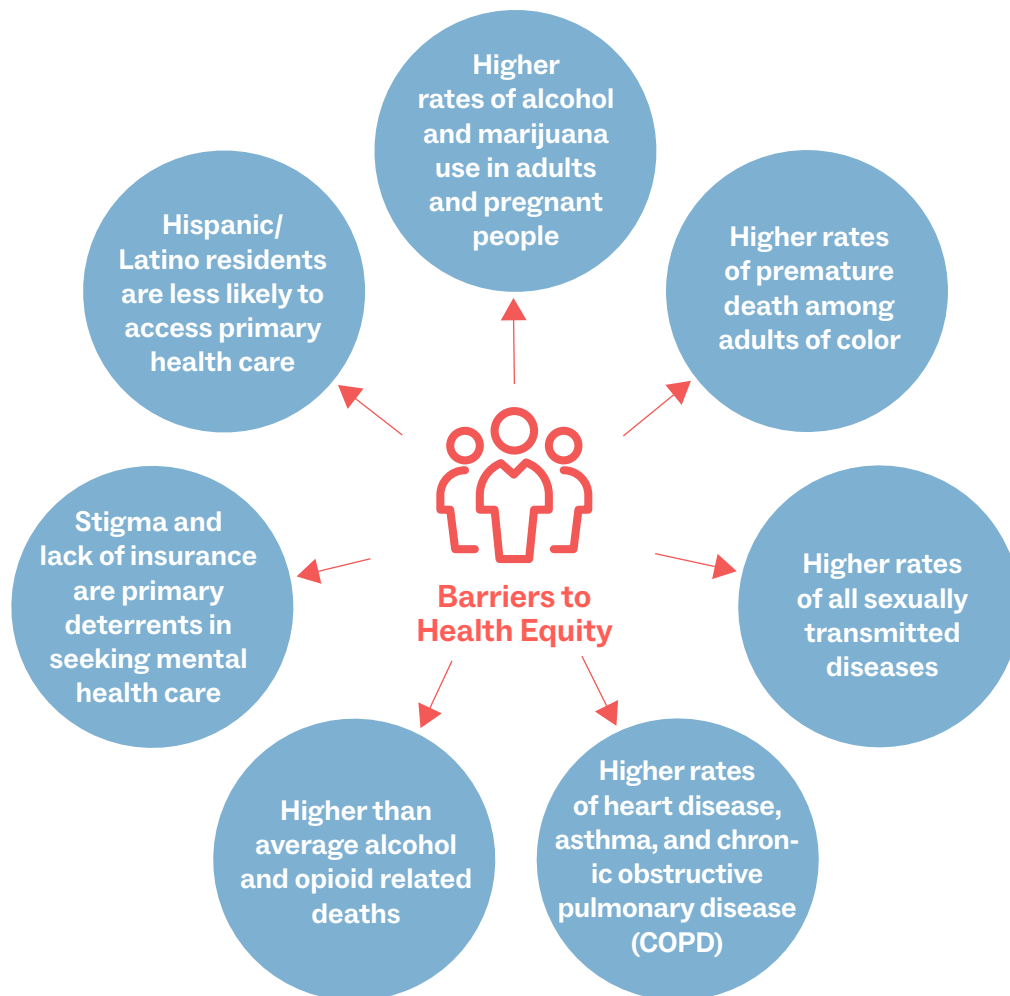 Higher
rates of alcohol
and marijuana
use in adults
and pregnant
people
Higher rates
of premature
death among
adults of color
Higher rates
of all sexually
transmitted
diseases
Higher rates
of heart disease,
asthma, and chron-
ic obstructive
pulmonary disease
(COPD)
Higher than
average alcohol
and opioid related
deaths
Stigma and
lack of insurance
are primary
deterrents in
seeking mental
health care
Hispanic/
Latino residents
are less likely to
access primary
health care
Barriers to
Health Equity